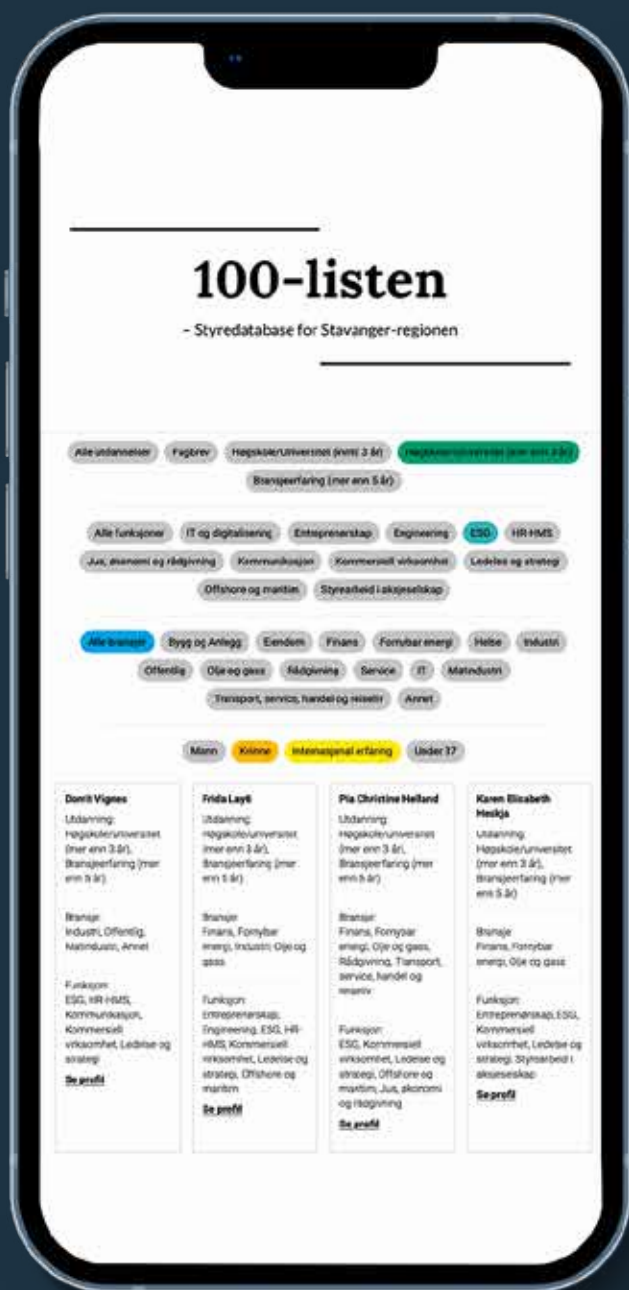 100-listen
– Styredatabase for Stavanger-regionen
Alle utdannelser Fagbrev Høgskole/Universitet (inntil 3 år) Høgskole/Universitet (mer enn 3 år)
Bransjeerfaring (mer enn 5 år)
Alle funksjoner IT og digitalisering Entreprenørskap Engineering ESG HR-HMS
Jus, økonomi og rådgivning Kommunikasjon Kommersiell virksomhet Ledelse og strategi
Offshore og maritim Styrearbeid i aksjeselskap
Alle bransjer Bygg og Anlegg Eiendom Finans Fornybar energi Helse Industri
Offentlig Olje og gass Rådgivning Service IT Matindustri
Transport, service, handel og reiseliv Annet
Mann Kvinne Internasjonal erfaring Under 37
Dorrit Vignes
Utdanning:
Høgskole/universitet
(mer enn 3 år),
Bransjeerfaring (mer
enn 5 år)
Bransje:
Industri, Offentlig,
Matindustri, Annet
Funksjon:
ESG, HR-HMS,
Kommunikasjon,
Kommersiell
virksomhet, Ledelse og
strategi
Se profil
Frida
Utdanning:
Høgskole/universitet
(mer enn 3 år),
Bransjeerfaring (mer
enn 5 år)
Bransje:
Finans, Fornybar
energi, Industri, Olje og
gass
Funksjon:
Entreprenørskap,
Engineering, ESG, HR-
HMS, Kommersiell
virksomhet, Ledelse og
strategi, Offshore og
maritim
Se profil
Pia Christine Helland
Utdanning:
Høgskole/universitet
(mer enn 3 år),
Bransjeerfaring (mer
enn 5 år)
Bransje:
Finans, Fornybar
energi, Olje og gass,
Rådgivning, Transport,
service, handel og
reiseliv
Funksjon:
ESG, Kommersiell
virksomhet, Ledelse og
strategi, Offshore og
maritim, Jus, økonomi
og rådgivning
Se profil
Karen Elisabeth
Heskja
Utdanning:
Høgskole/universitet
(mer enn 3 år),
Bransjeerfaring (mer
enn 5 år)
Bransje:
Finans, Fornybar
energi, Olje og gass
Funksjon:
Entreprenørskap, ESG,
Kommersiell
virksomhet, Ledelse og
strategi, Styrearbeid i
aksjeselskap
Se profil